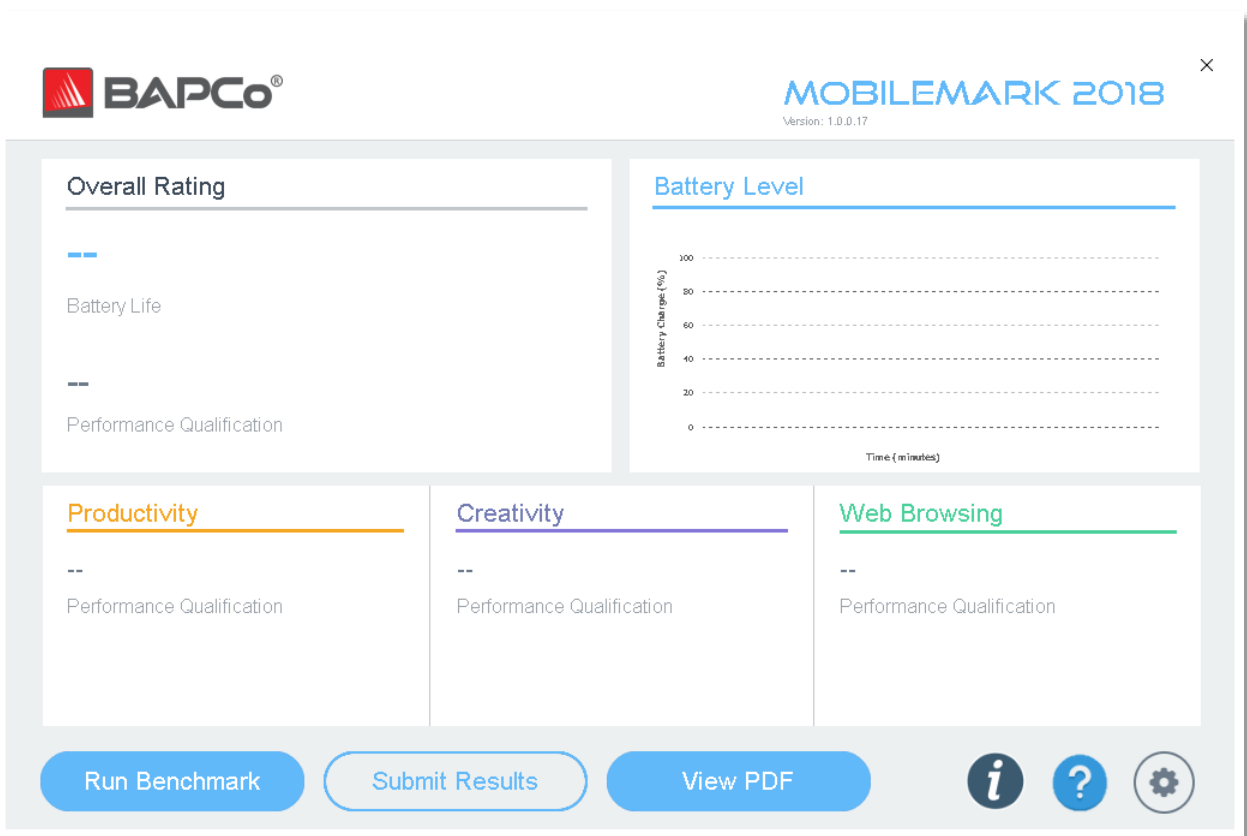 BAPCo®
MOBILEMARK 2018
Version: 1.0.0.17
Overall Rating
--
Battery Life
--
Performance Qualification
Battery Level
Battery Charge (%)
100
80
60
40
20
0
Time (minutes)
Productivity
--
Performance Qualification
Creativity
--
Performance Qualification
Web Browsing
--
Performance Qualification
Run Benchmark
Submit Results
View PDF
i
?